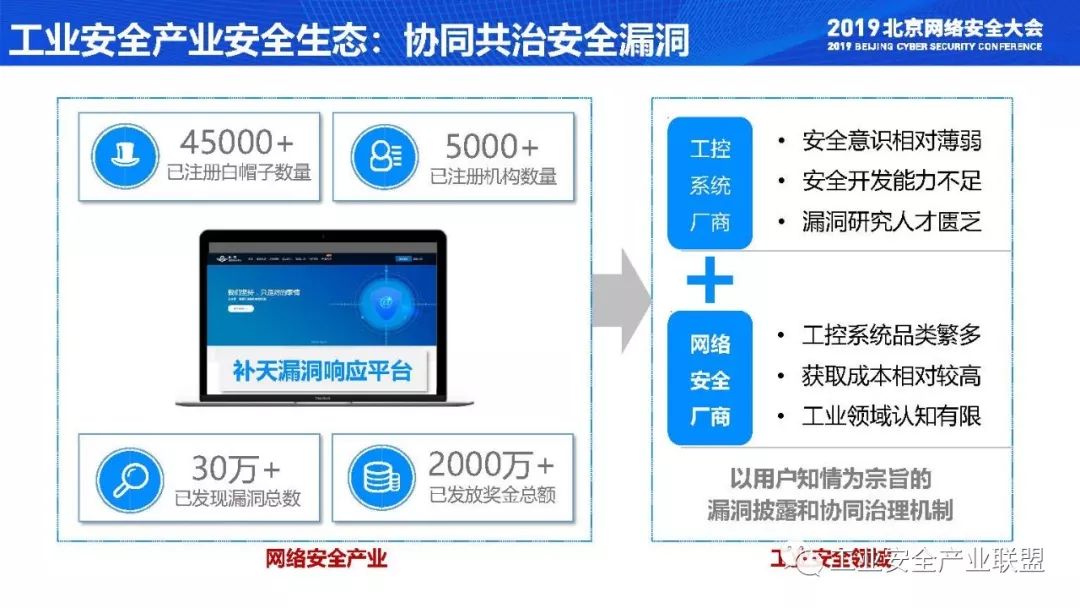 工业安全产业安全生态：协同共治安全漏洞
2019北京网络安全大会
2019 BEIJING CYBER SECURITY CONFERENCE
45000+
已注册白帽子数量
5000+
已注册机构数量
补天漏洞响应平台
30万+
已发现漏洞总数
2000万+
已发放奖金总额
网络安全产业
工控
系统
厂商
• 安全意识相对薄弱
• 安全开发能力不足
• 漏洞研究人才匮乏
+
网络
安全
厂商
• 工控系统品类繁多
• 获取成本相对较高
• 工业领域认知有限
以用户知情为宗旨的
漏洞披露和协同治理机制
工业安全领域
工业安全产业联盟